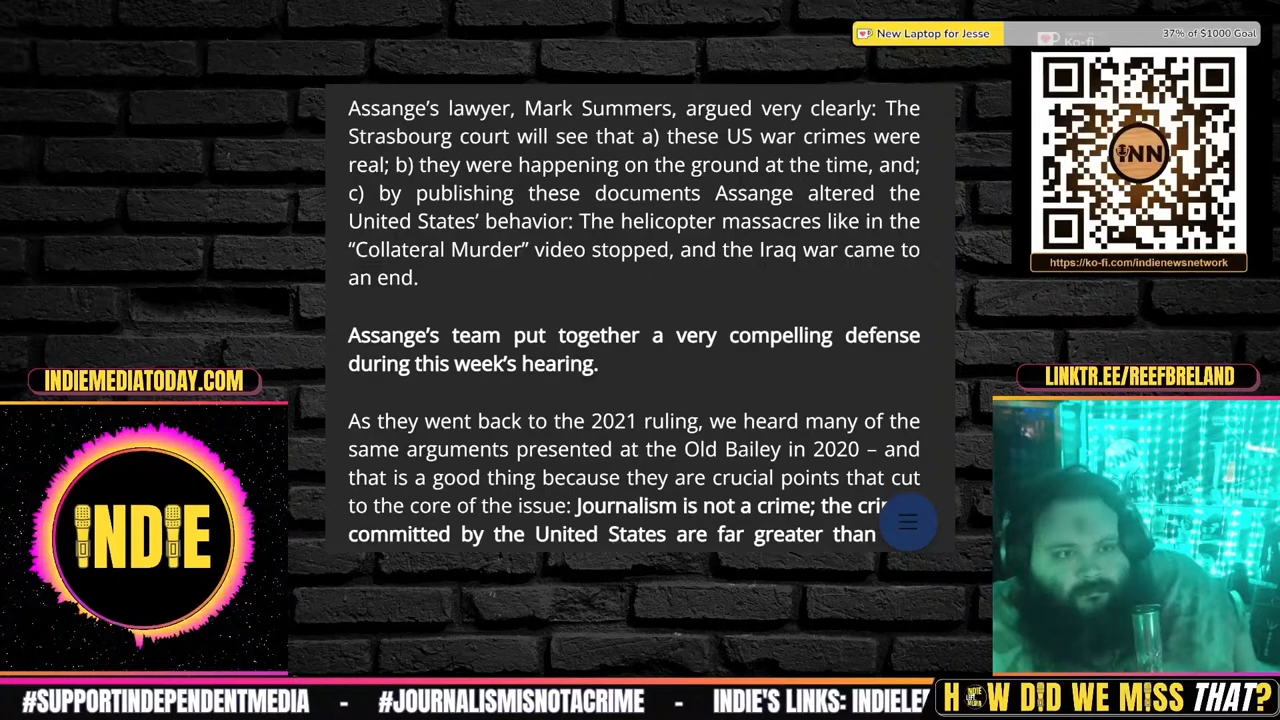 New Laptop for Jesse
37% of $1000 Goal
Ko-fi
iNN
https://ko-fi.com/indienewsnetwork
Assange’s lawyer, Mark Summers, argued very clearly: The
Strasbourg court will see that a) these US war crimes were
real; b) they were happening on the ground at the time, and;
c) by publishing these documents Assange altered the
United States’ behavior: The helicopter massacres like in the
“Collateral Murder” video stopped, and the Iraq war came to
an end.
Assange’s team put together a very compelling defense
during this week’s hearing.
As they went back to the 2021 ruling, we heard many of the
same arguments presented at the Old Bailey in 2020 – and
that is a good thing because they are crucial points that cut
to the core of the issue: Journalism is not a crime; the
committed by the United States are far greater than
INDIEMEDIATODAY.COM
INDIE
LINKTR.EE/REEFBRELAND
#SUPPORTINDEPENDENTMEDIA - #JOURNALISMISNOTACRIME - INDIE'S LINKS:
HOW DID WE MISS THAT?